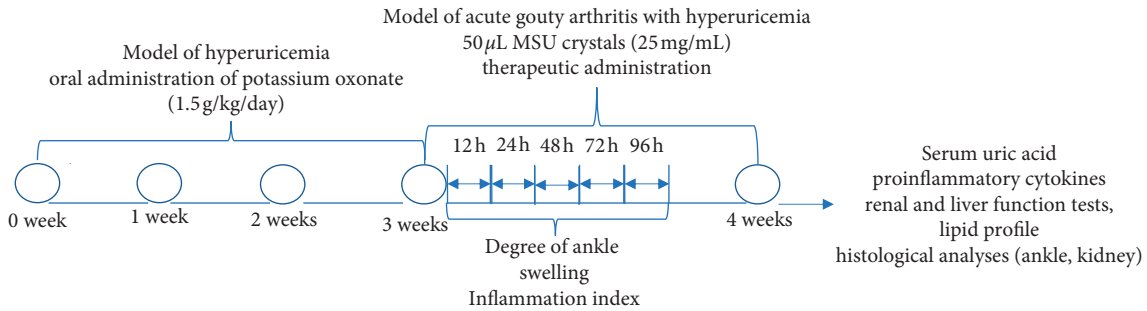 Model of hyperuricemia
oral administration of potassium oxonate
(1.5 g/kg/day)
Model of acute gouty arthritis with hyperuricemia
50 μL MSU crystals (25 mg/mL)
therapeutic administration
12 h 24 h 48 h 72 h 96 h
0 week
1 week
2 weeks
3 weeks
4 weeks
Degree of ankle
swelling
Inflammation index
Serum uric acid
proinflammatory cytokines
renal and liver function tests,
lipid profile
histological analyses (ankle, kidney)